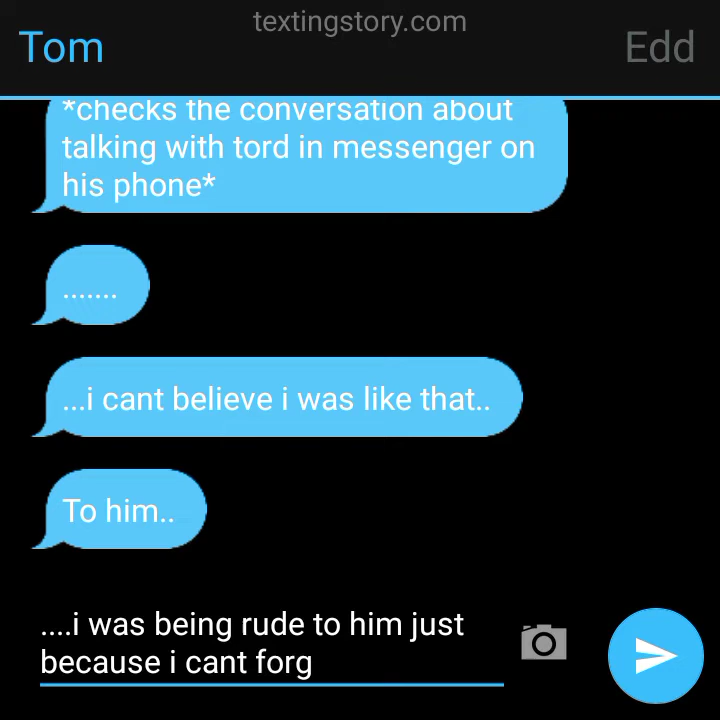 textingstory.com
Tom
Edd
*checks the conversation about
talking with tord in messenger on
his phone*
.......
...i cant believe i was like that..
To him..
....i was being rude to him just
because i cant forg